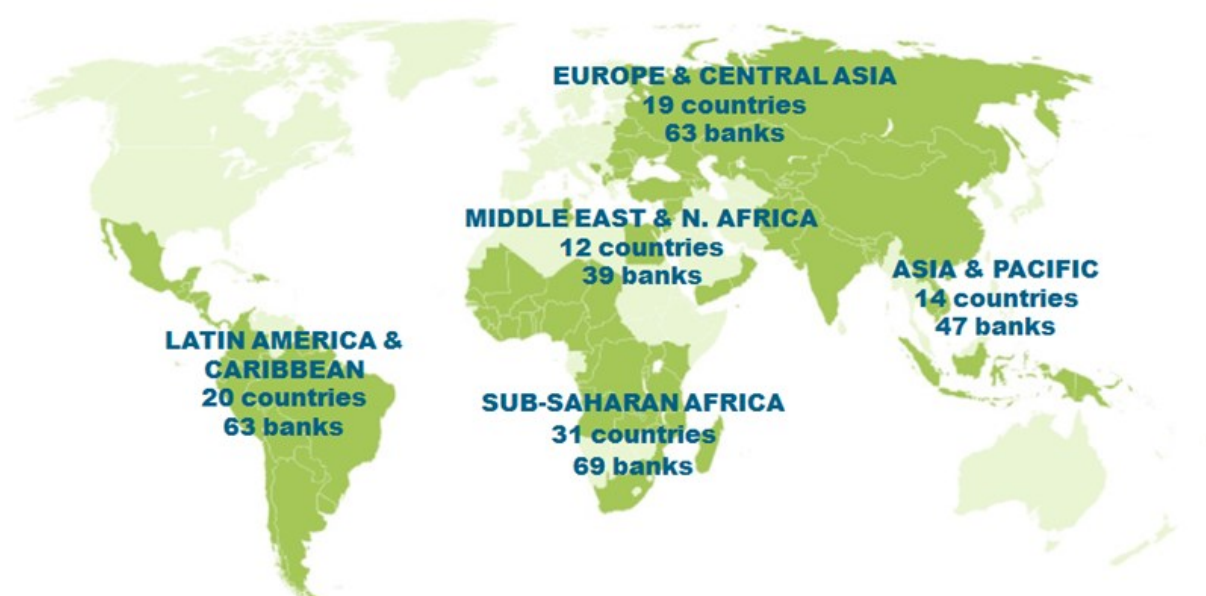 EUROPE & CENTRAL ASIA
19 countries
63 banks
MIDDLE EAST & N. AFRICA
12 countries
39 banks
ASIA & PACIFIC
14 countries
47 banks
LATIN AMERICA &
CARIBBEAN
20 countries
63 banks
SUB-SAHARAN AFRICA
31 countries
69 banks